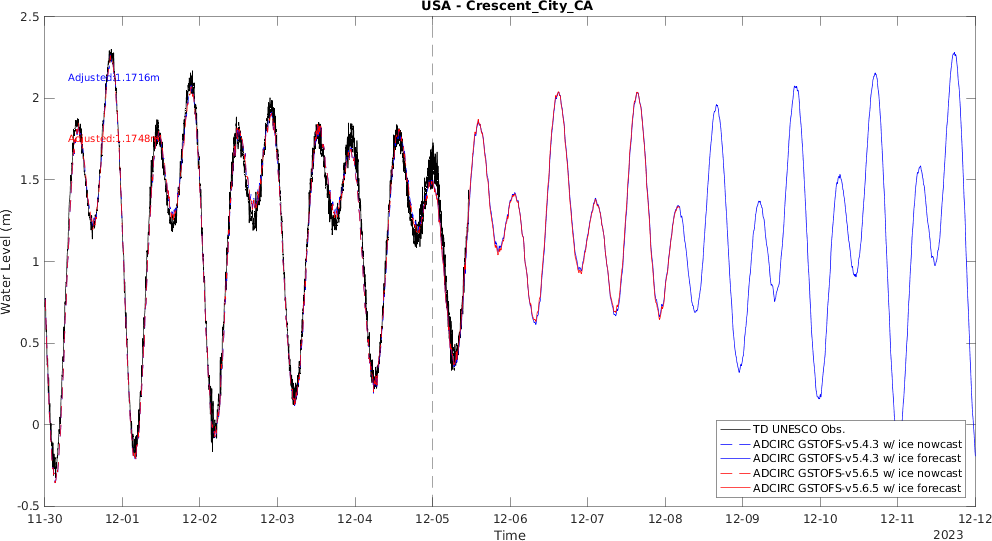 USA - Crescent_City_CA
2.5
2
1.5
1
0.5
0
-0.5
Water Level (m)
Adjusted:1.1716m
Adjusted:1.1748m
TD UNESCO Obs.
ADCIRC GSTOFS-v5.4.3 w/ ice nowcast
ADCIRC GSTOFS-v5.4.3 w/ ice forecast
ADCIRC GSTOFS-v5.6.5 w/ ice nowcast
ADCIRC GSTOFS-v5.6.5 w/ ice forecast
11-30 12-01 12-02 12-03 12-04 12-05 12-06 12-07 12-08 12-09 12-10 12-11 12-12
Time
2023